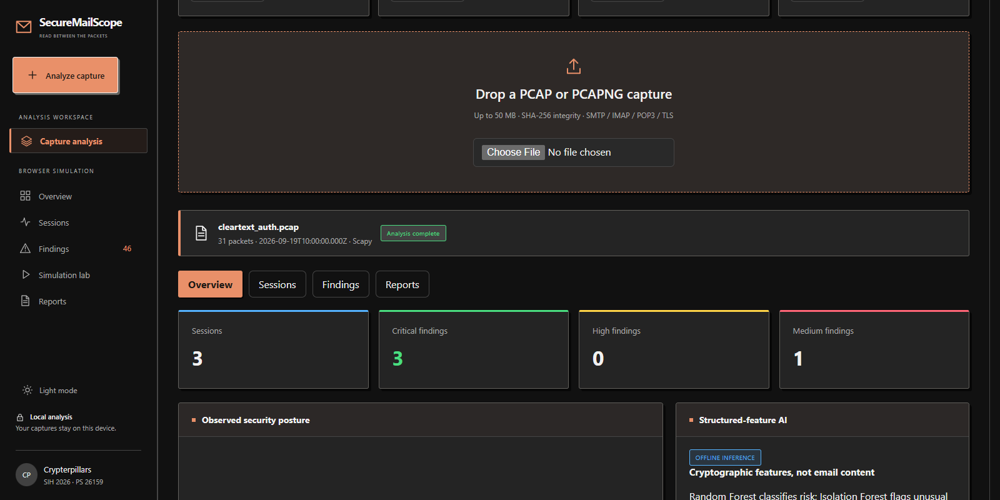 SecureMailScope
READ BETWEEN THE PACKETS
Analyze capture
ANALYSIS WORKSPACE
Capture analysis
BROWSER SIMULATION
Overview
Sessions
Findings 46
Simulation lab
Reports
Light mode
Local analysis
Your captures stay on this device.
CP
Crypterpillars
SIH 2026 · PS 26159
Drop a PCAP or PCAPNG capture
Up to 50 MB · SHA-256 integrity · SMTP / IMAP / POP3 / TLS
Choose File No file chosen
cleartext_auth.pcap
31 packets · 2026-09-19T10:00:00.000Z · Scapy
Analysis complete
Overview Sessions Findings Reports
Sessions
3
Critical findings
3
High findings
0
Medium findings
1
Observed security posture
Structured-feature AI
OFFLINE INFERENCE
Cryptographic features, not email content
Random Forest classifies risk; Isolation Forest flags unusual